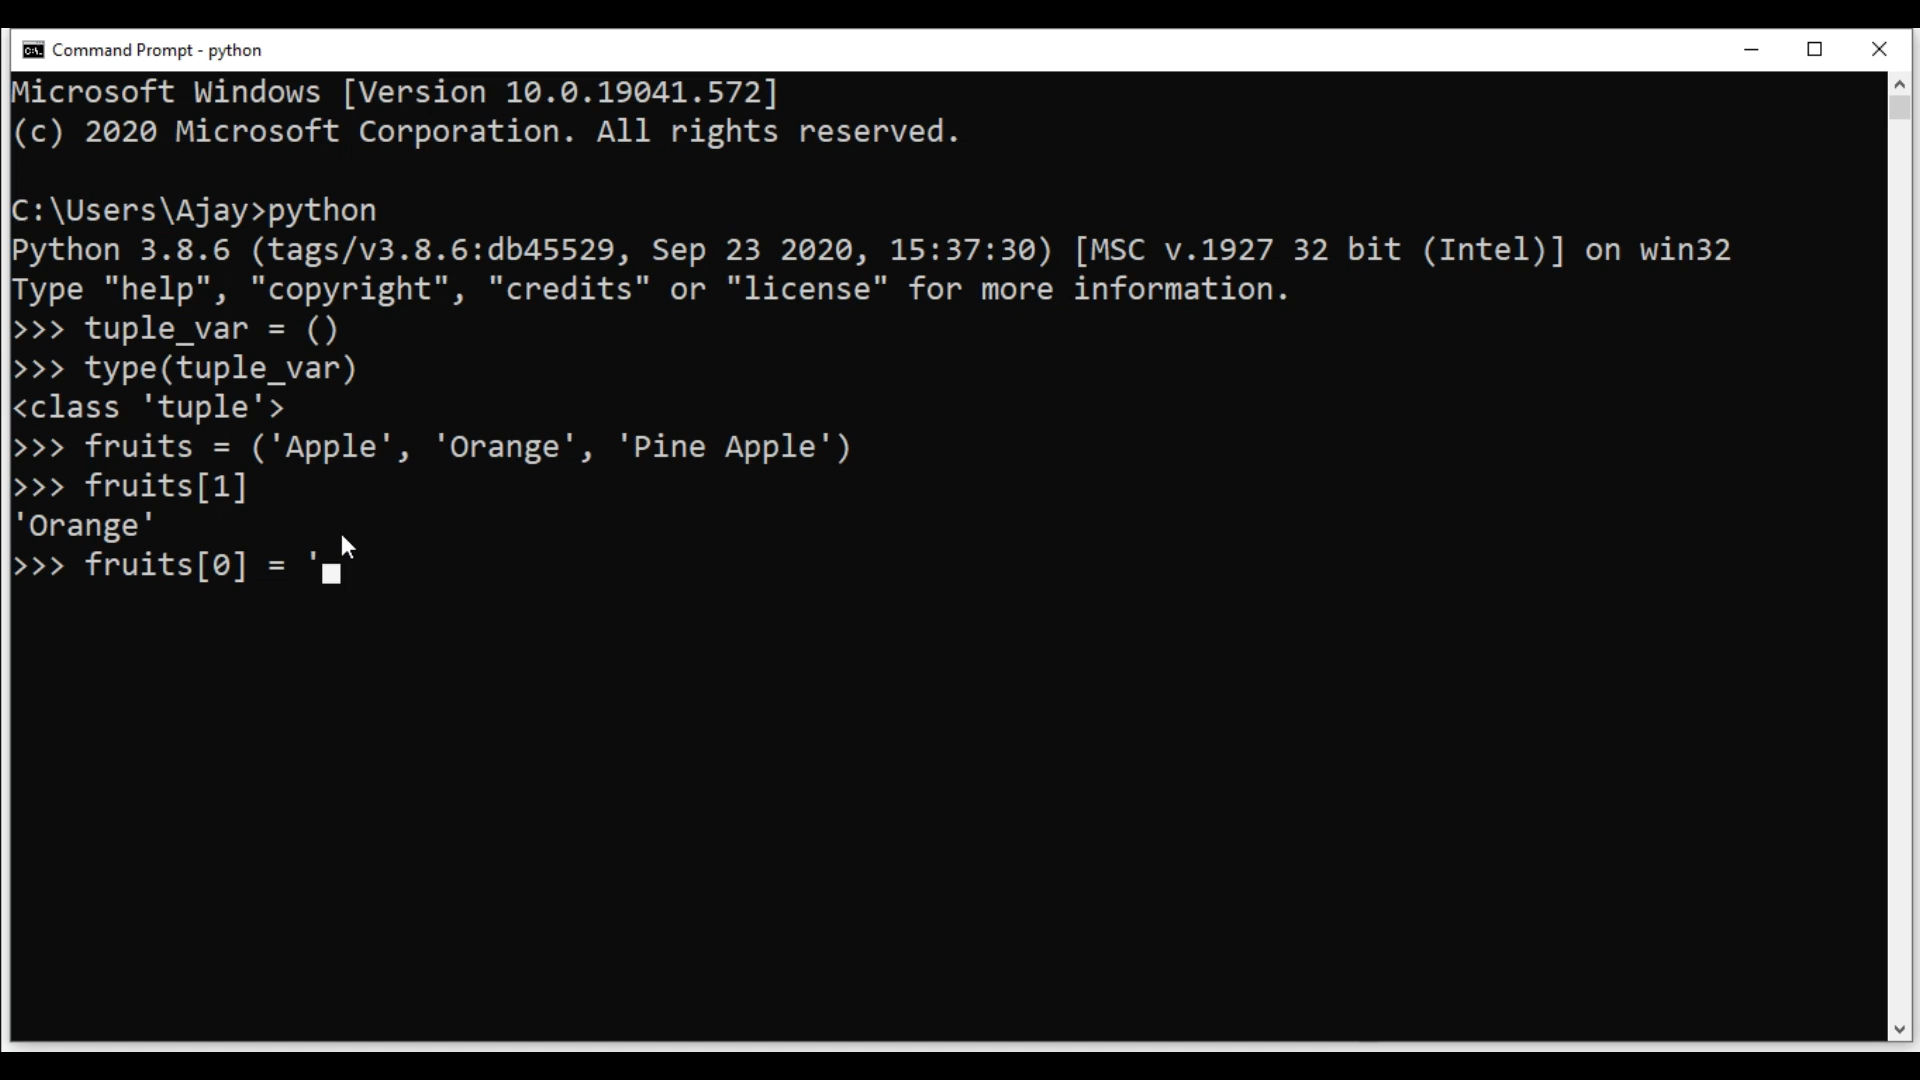 Command Prompt - python
Microsoft Windows [Version 10.0.19041.572]
(c) 2020 Microsoft Corporation. All rights reserved.
C:\Users\Ajay>python
Python 3.8.6 (tags/v3.8.6:db45529, Sep 23 2020, 15:37:30) [MSC v.1927 32 bit (Intel)] on win32
Type "help", "copyright", "credits" or "license" for more information.
>>> tuple_var = ()
>>> type(tuple_var)
<class 'tuple'>
>>> fruits = ('Apple', 'Orange', 'Pine Apple')
>>> fruits[1]
'Orange'
>>> fruits[0] = '